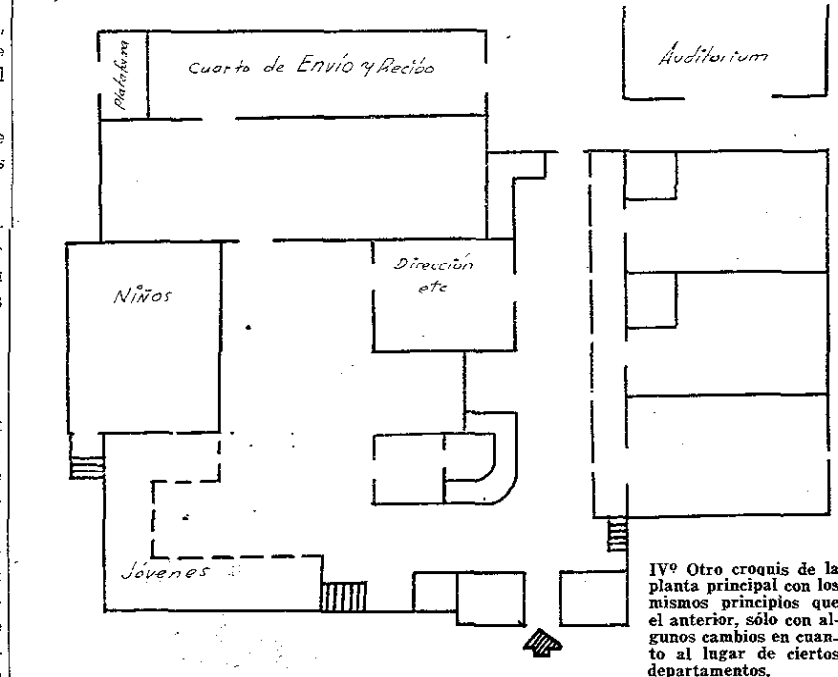 Auditorium
Plataforma
Cuarto de Envío y Recibo
Dirección
etc
Niños
Jóvenes
IVº Otro croquis de la
planta principal con los
mismos principios que
el anterior, sólo con al-
gunos cambios en cuan-
to al lugar de ciertos
departamentos.